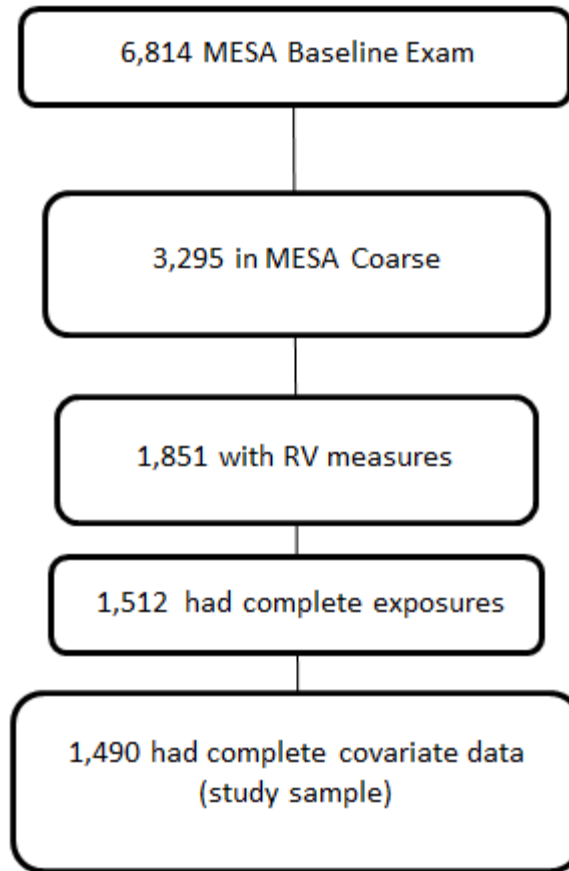 6,814 MESA Baseline Exam
3,295 in MESA Coarse
1,851 with RV measures
1,512 had complete exposures
1,490 had complete covariate data
(study sample)